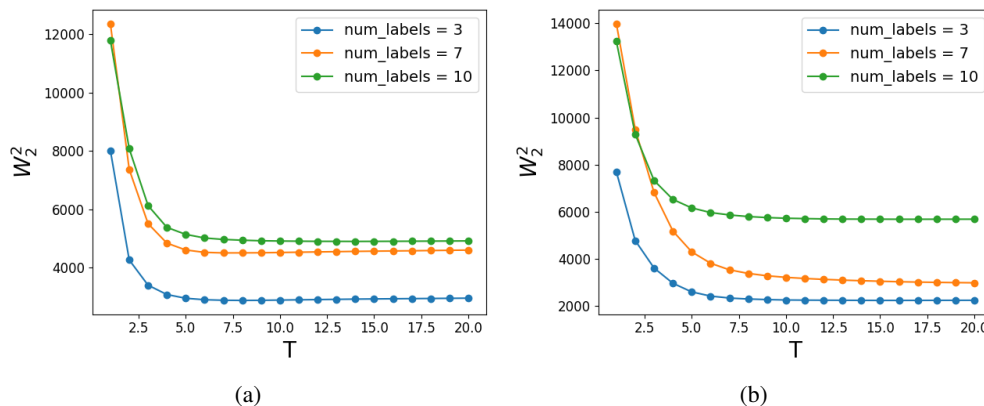 12000
10000
8000
6000
4000
W₂²
num_labels = 3
num_labels = 7
num_labels = 10
2.5 5.0 7.5 10.0 12.5 15.0 17.5 20.0
T
(a)
14000
12000
10000
8000
6000
4000
2000
W₂²
num_labels = 3
num_labels = 7
num_labels = 10
2.5 5.0 7.5 10.0 12.5 15.0 17.5 20.0
T
(b)